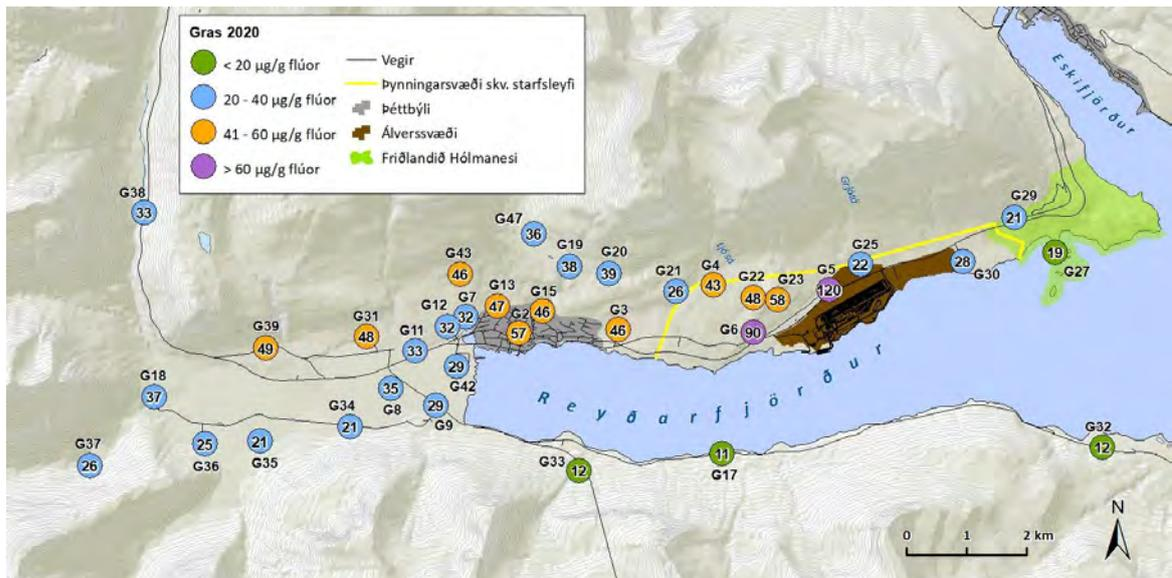 Gras 2020
< 20 µg/g flúor
20 - 40 µg/g flúor
41 - 60 µg/g flúor
> 60 µg/g flúor
Vegir
Þynningarsvæði skv. starfsleyfi
Þéttbýli
Álverssvæði
Friðlandið Hólmanesi
Eskifjörður
Grjótá
Ljósá
G38
33
G47
36
G29
21
G43
46
G19
38
G20
39
G21
26
G4
43
G25
22
28
G30
19
G27
G22
48
G23
58
G5
120
G13
47
G15
46
G7
32
G12
32
G2
57
G3
46
G6
90
G39
49
G31
48
G11
33
29
G42
G18
37
35
G8
29
G9
G34
21
G37
26
25
G36
21
G35
Reyðarfjörður
G33
12
11
G17
G32
12
N
0 1 2 km